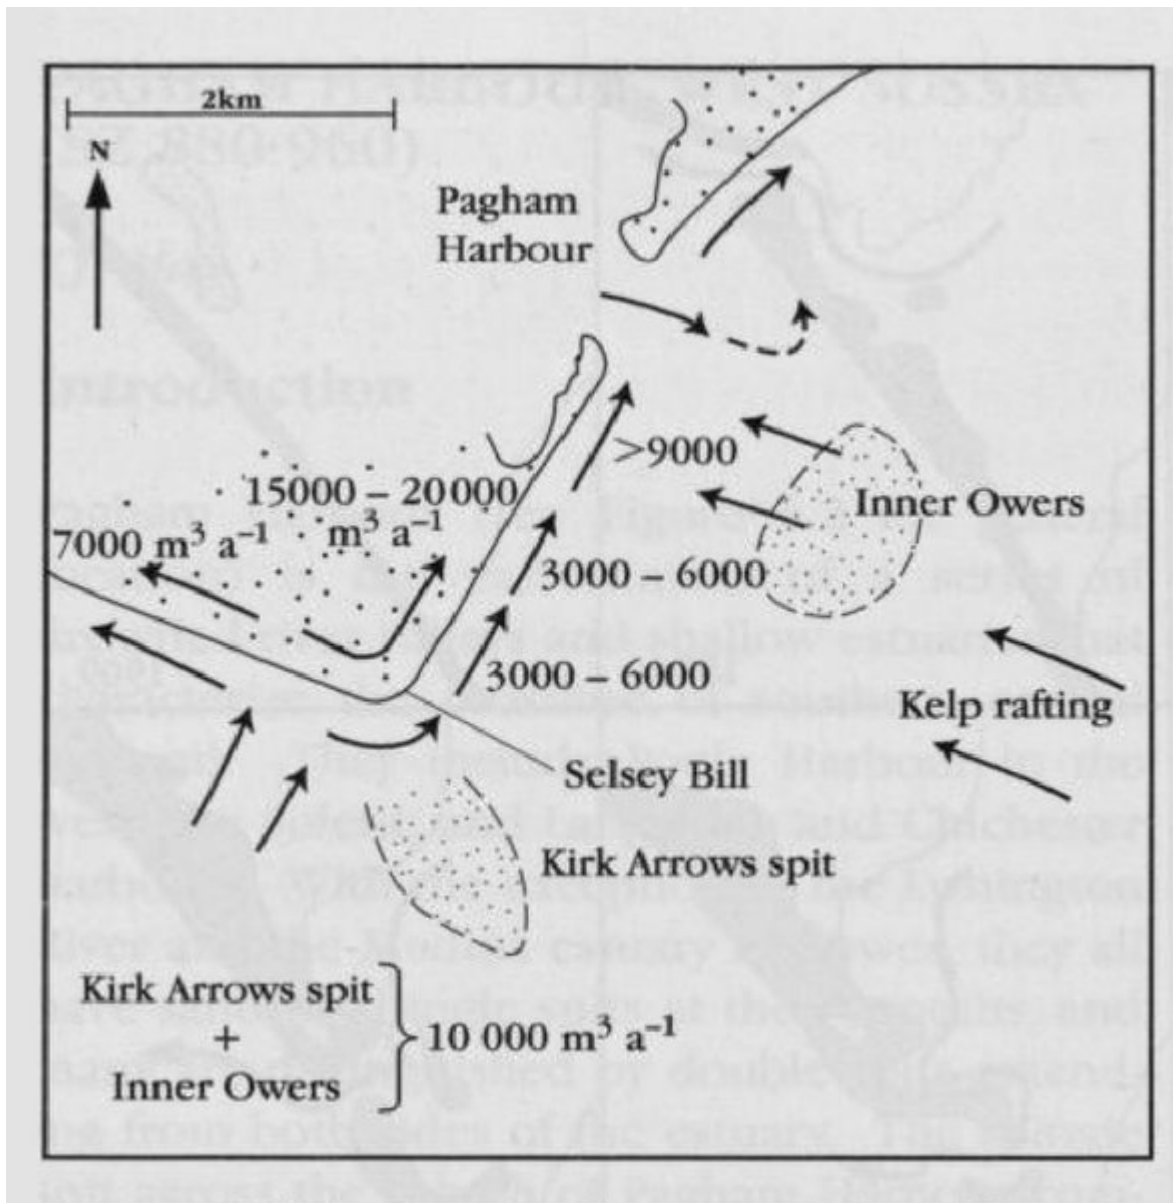 2km
N
Pagham
Harbour
>9000
Inner Owers
15000 – 20000
m³ a⁻¹
7000 m³ a⁻¹
3000 – 6000
3000 – 6000
Kelp rafting
Selsey Bill
Kirk Arrows spit
Kirk Arrows spit
+
Inner Owers
10 000 m³ a⁻¹